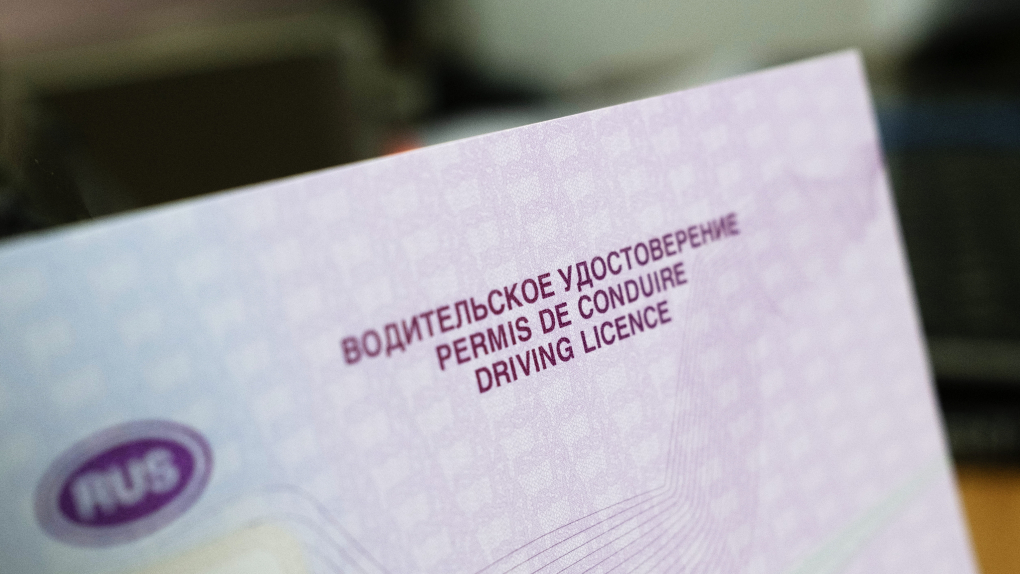 ВОДИТЕЛЬСКОЕ УДОСТОВЕРЕНИЕ
PERMIS DE CONDUIRE
DRIVING LICENCE
RUS